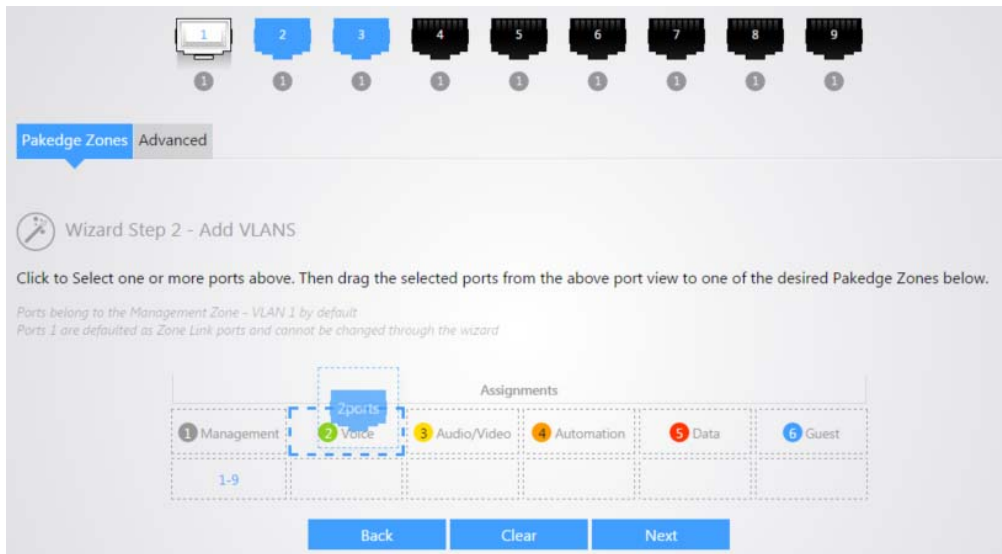 1 2 3 4 5 6 7 8 9
1 1 1 1 1 1 1 1 1
Pakedge Zones Advanced
Wizard Step 2 - Add VLANS
Click to Select one or more ports above. Then drag the selected ports from the above port view to one of the desired Pakedge Zones below.
Ports belong to the Management Zone – VLAN 1 by default
Ports 1 are defaulted as Zone Link ports and cannot be changed through the wizard
Assignments
2ports
1 Management 2 Voice 3 Audio/Video 4 Automation 5 Data 6 Guest
1-9
Back Clear Next